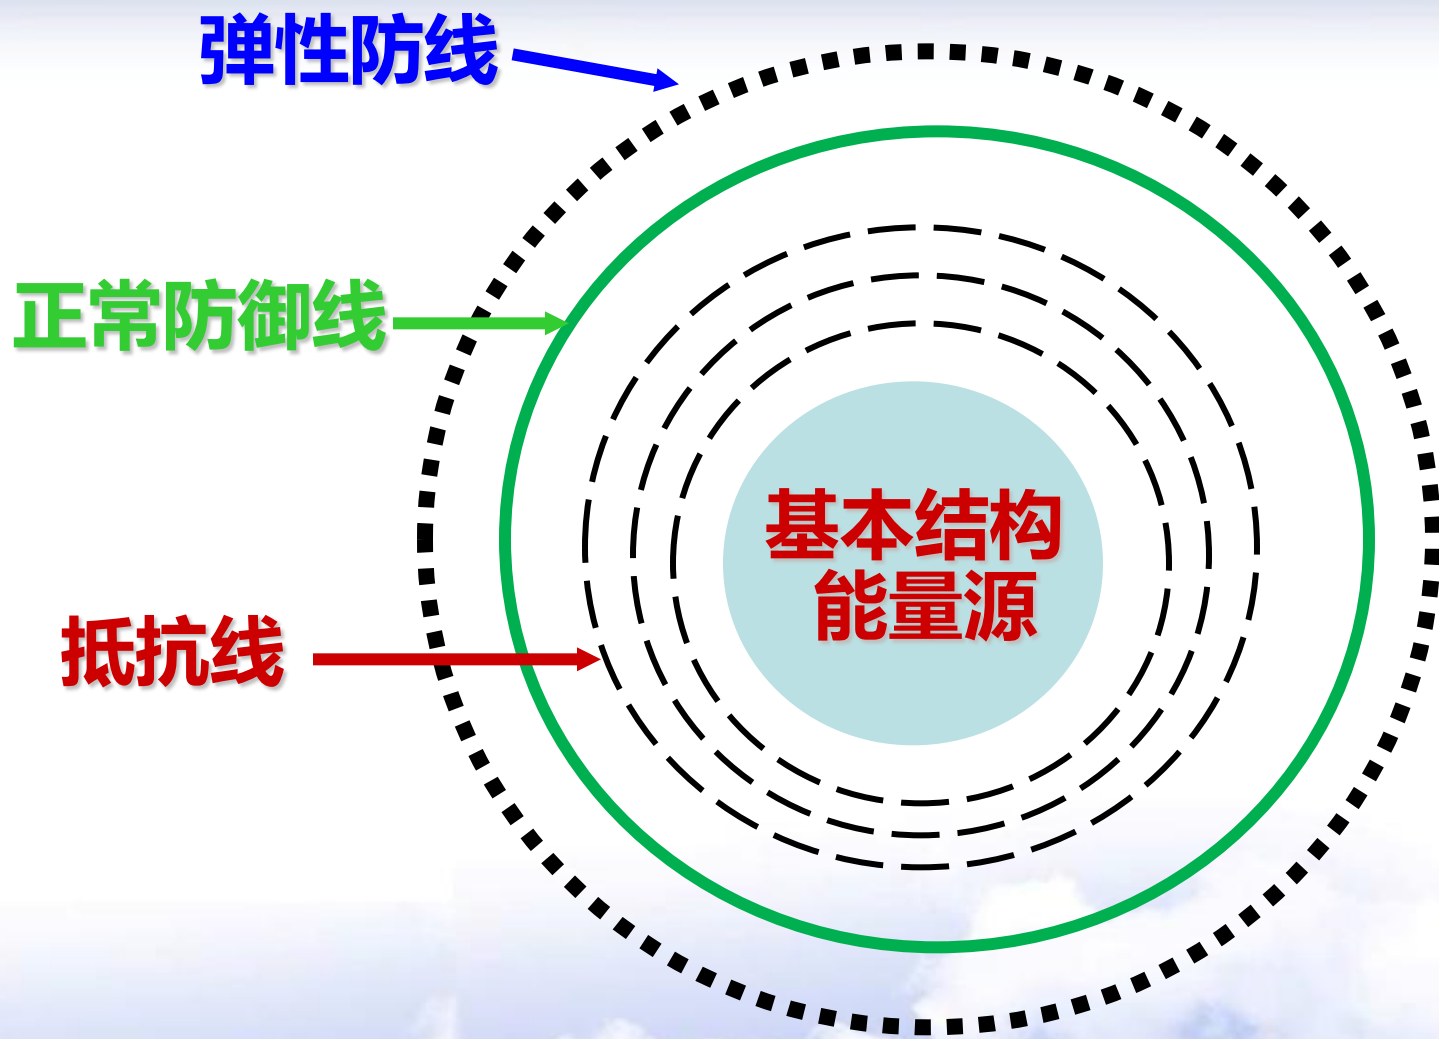 弹性防线
正常防御线
基本结构
能量源
抵抗线